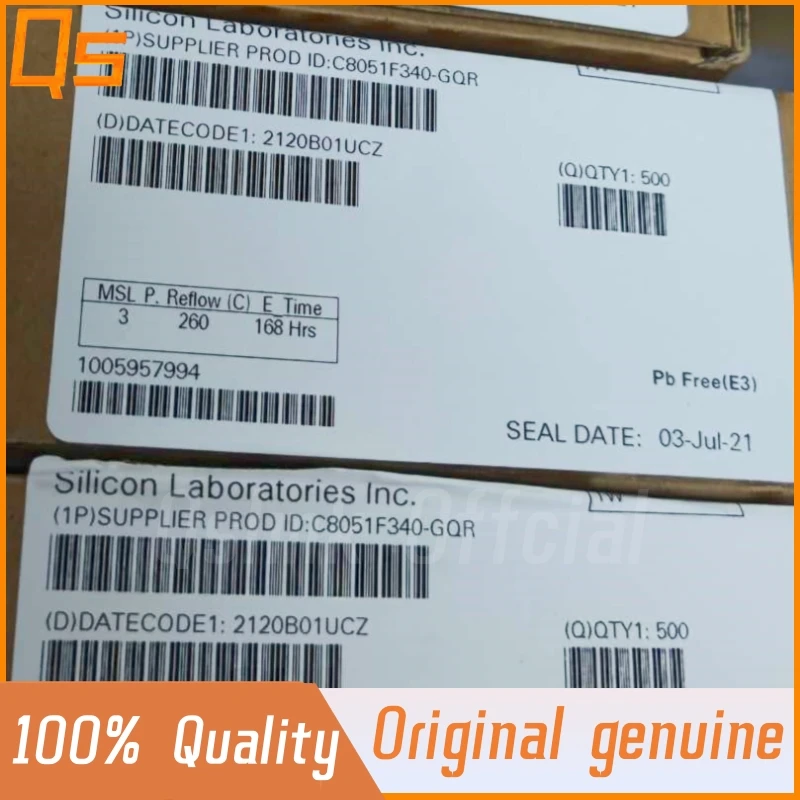 QS
Silicon Laboratories Inc.
(1P)SUPPLIER PROD ID:C8051F340-GQR
(D)DATECODE1: 2120B01UCZ
(Q)QTY1: 500
MSL P. Reflow (C) E_Time
3 260 168 Hrs
1005957994
Pb Free(E3)
SEAL DATE: 03-Jul-21
Silicon Laboratories Inc.
TW
(1P)SUPPLIER PROD ID:C8051F340-GQR
(D)DATECODE1: 2120B01UCZ
(Q)QTY1: 500
100% Quality
Original genuine